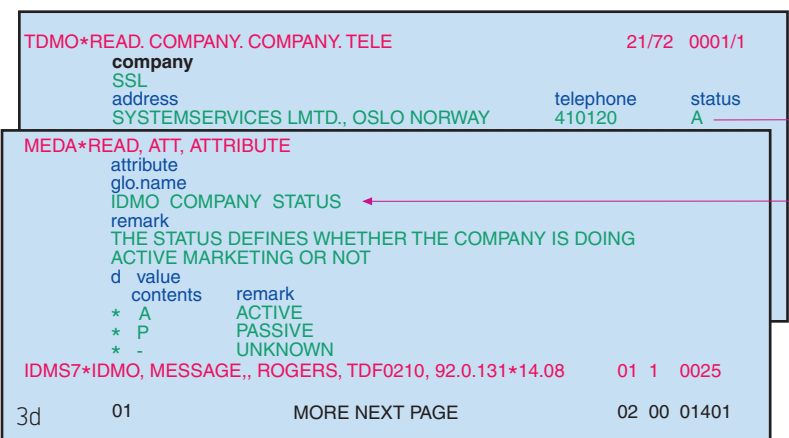 TDMO*READ. COMPANY. COMPANY. TELE 21/72 0001/1
company
SSL
address telephone status
SYSTEMSERVICES LMTD., OSLO NORWAY 410120 A
MEDA*READ, ATT, ATTRIBUTE
attribute
glo.name
IDMO COMPANY STATUS
remark
THE STATUS DEFINES WHETHER THE COMPANY IS DOING
ACTIVE MARKETING OR NOT
d value
contents remark
* A ACTIVE
* P PASSIVE
* - UNKNOWN
IDMS7*IDMO, MESSAGE,, ROGERS, TDF0210, 92.0.131*14.08 01 1 0025
3d 01 MORE NEXT PAGE 02 00 01401